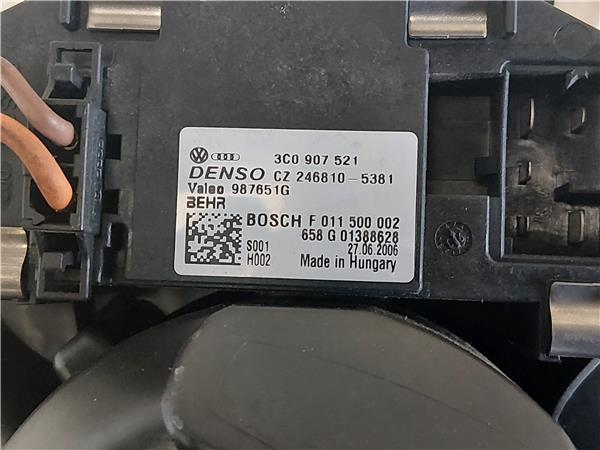 3C0 907 521
DENSO CZ 246810-5381
Valeo 987651G
BEHR
BOSCH F 011 500 002
658 G 01388628
S001 27.06.2006
H002 Made in Hungary